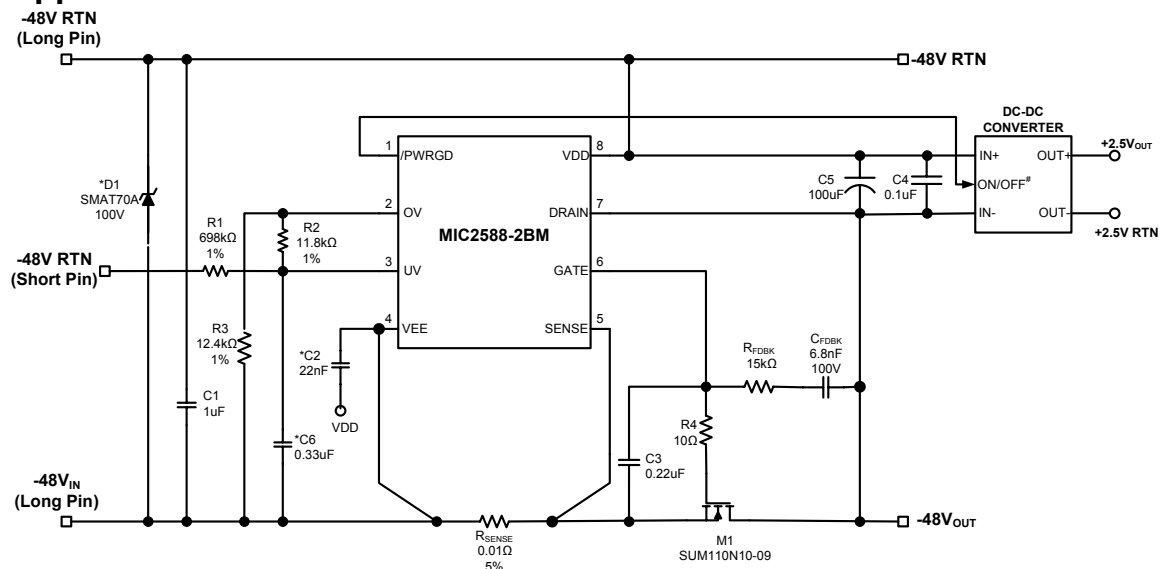 -48V RTN
(Long Pin)
-48V RTN
DC-DC
CONVERTER
1
/PWRGD
VDD
8
IN+
OUT+
+2.5VOUT
*D1
SMAT70A
100V
C5
100uF
C4
0.1uF
ON/OFF#
2
OV
DRAIN
7
IN-
OUT-
+2.5V RTN
R1
698kΩ
1%
R2
11.8kΩ
1%
MIC2588-2BM
-48V RTN
(Short Pin)
3
UV
GATE
6
4
VEE
SENSE
5
R3
12.4kΩ
1%
*C2
22nF
VDD
RFDBK
15kΩ
CFDBK
6.8nF
100V
C1
1uF
*C6
0.33uF
R4
10Ω
C3
0.22uF
-48VIN
(Long Pin)
-48VOUT
RSENSE
0.01Ω
5%
M1
SUM110N10-09